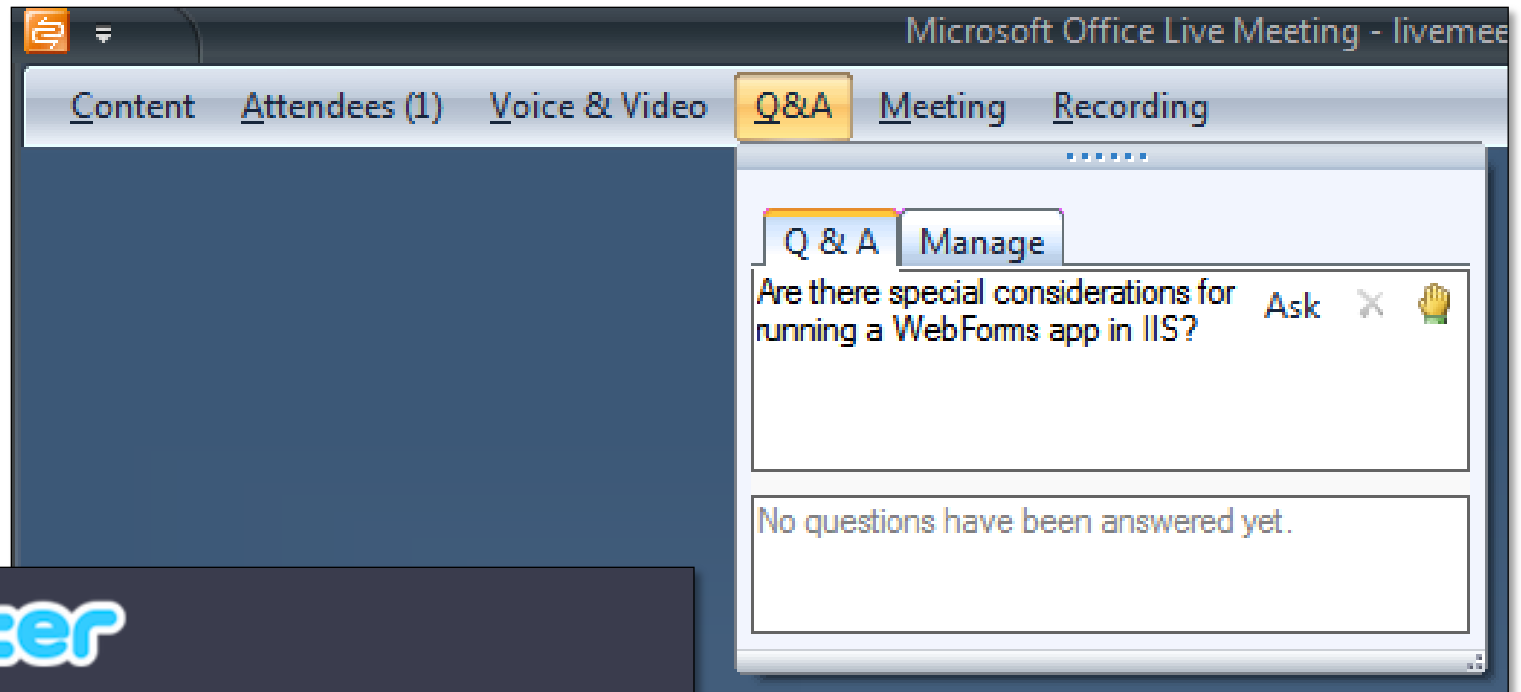 Microsoft Office Live Meeting - livemee
Content Attendees (1) Voice & Video Q&A Meeting Recording
Q & A Manage
Are there special considerations for
running a WebForms app in IIS?
Ask
No questions have been answered yet.